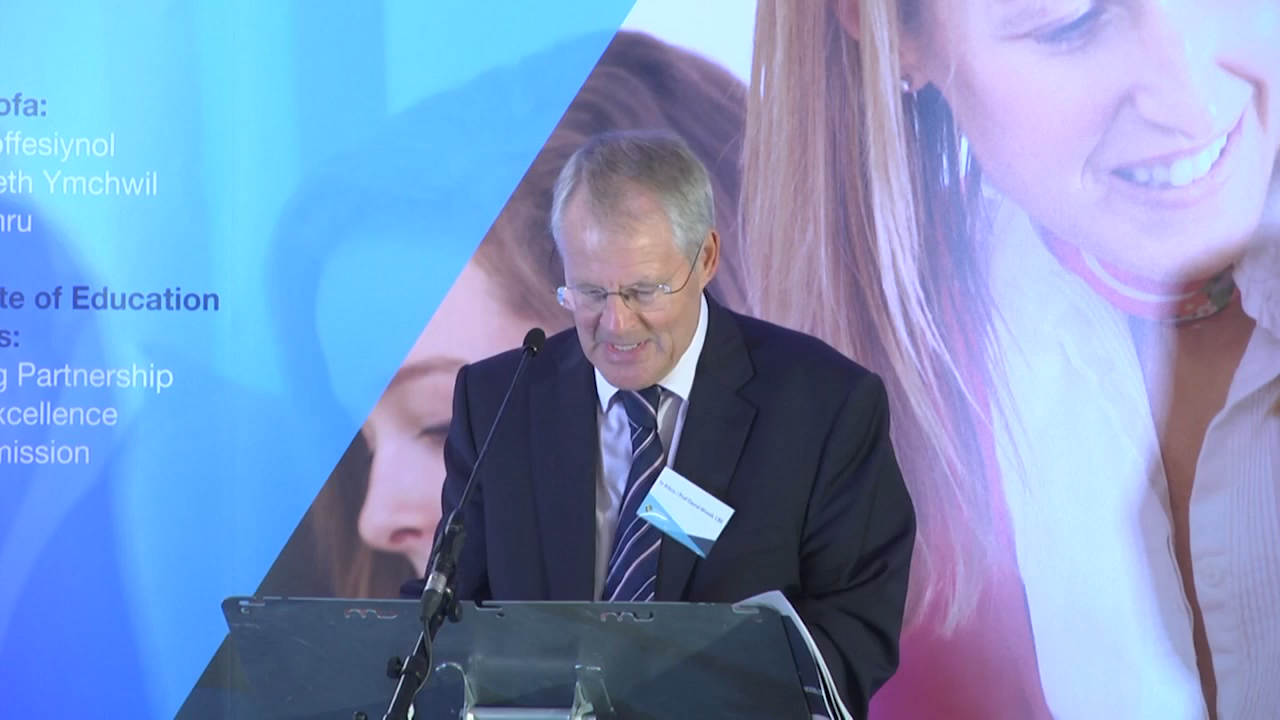 ofa:
offesiynol
eth Ymchwil
nru
te of Education
s:
g Partnership
xcellence
mission